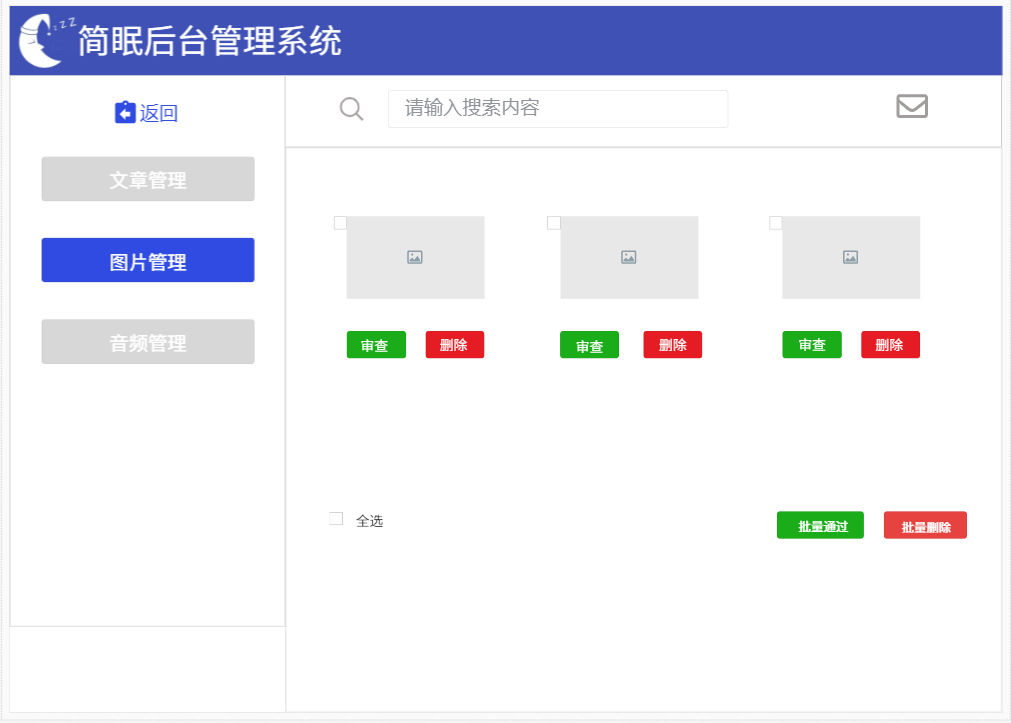 zzZ
简眠后台管理系统
返回
请输入搜索内容
文章管理
图片管理
音频管理
审查
删除
审查
删除
审查
删除
全选
批量通过
批量删除